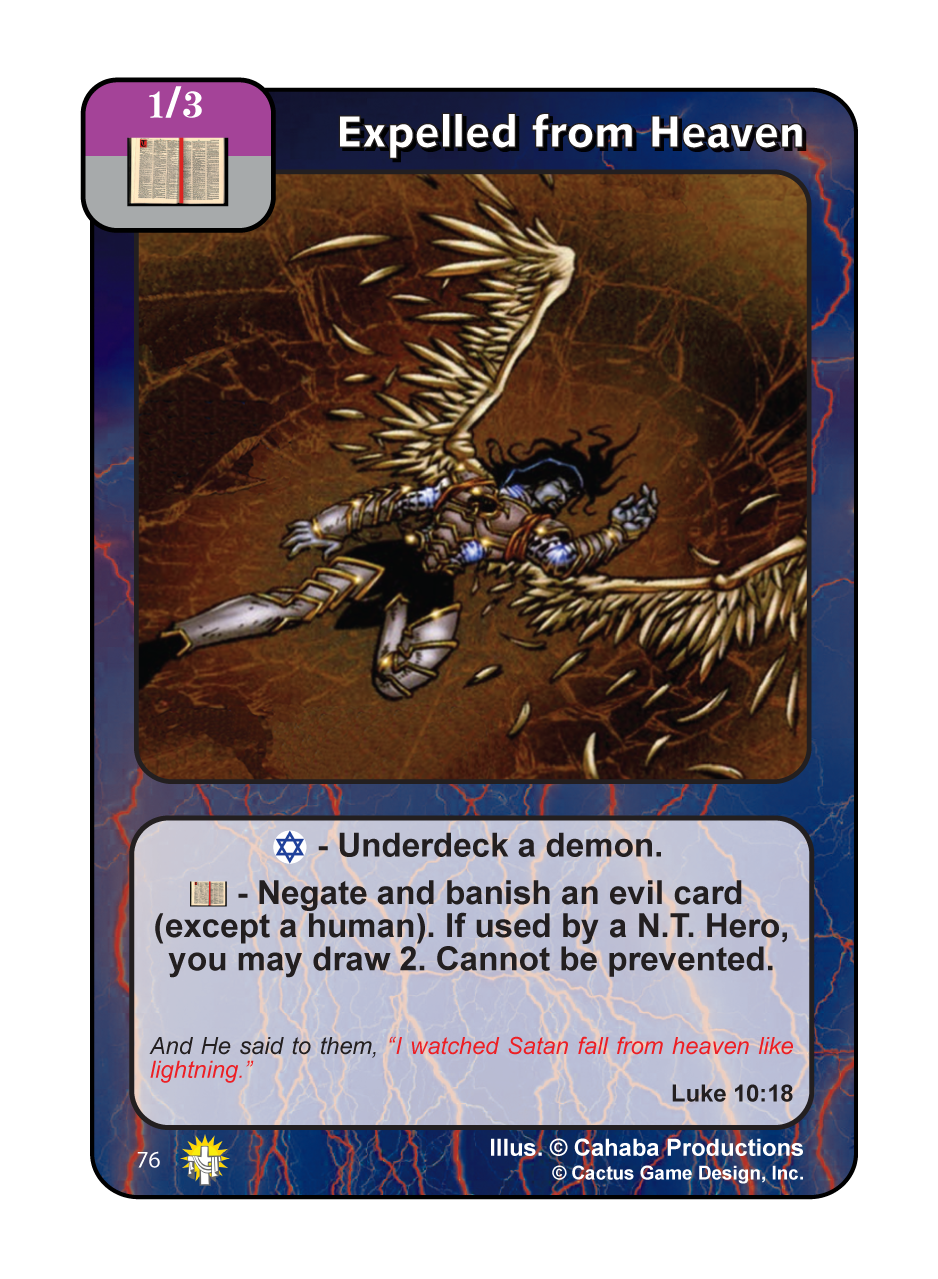 1/3
Expelled from Heaven
- Underdeck a demon.
- Negate and banish an evil card
(except a human). If used by a N.T. Hero,
you may draw 2. Cannot be prevented.
And He said to them, “I watched Satan fall from heaven like
lightning.”
Luke 10:18
76
Illus. © Cahaba Productions
© Cactus Game Design, Inc.